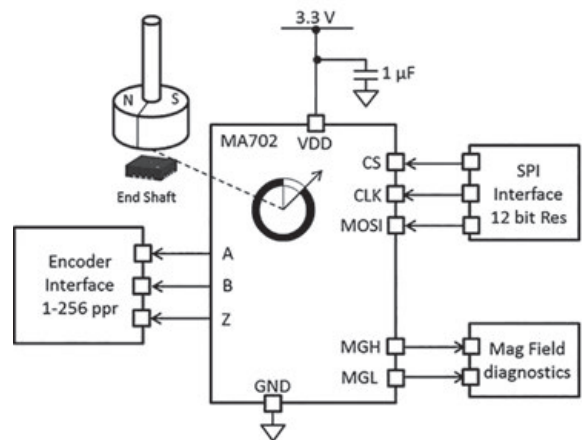 3.3 V
1 µF
N S
End Shaft
MA702
VDD
CS
CLK
MOSI
SPI
Interface
12 bit Res
Encoder
Interface
1-256 ppr
A
B
Z
MGH
MGL
Mag Field
diagnostics
GND